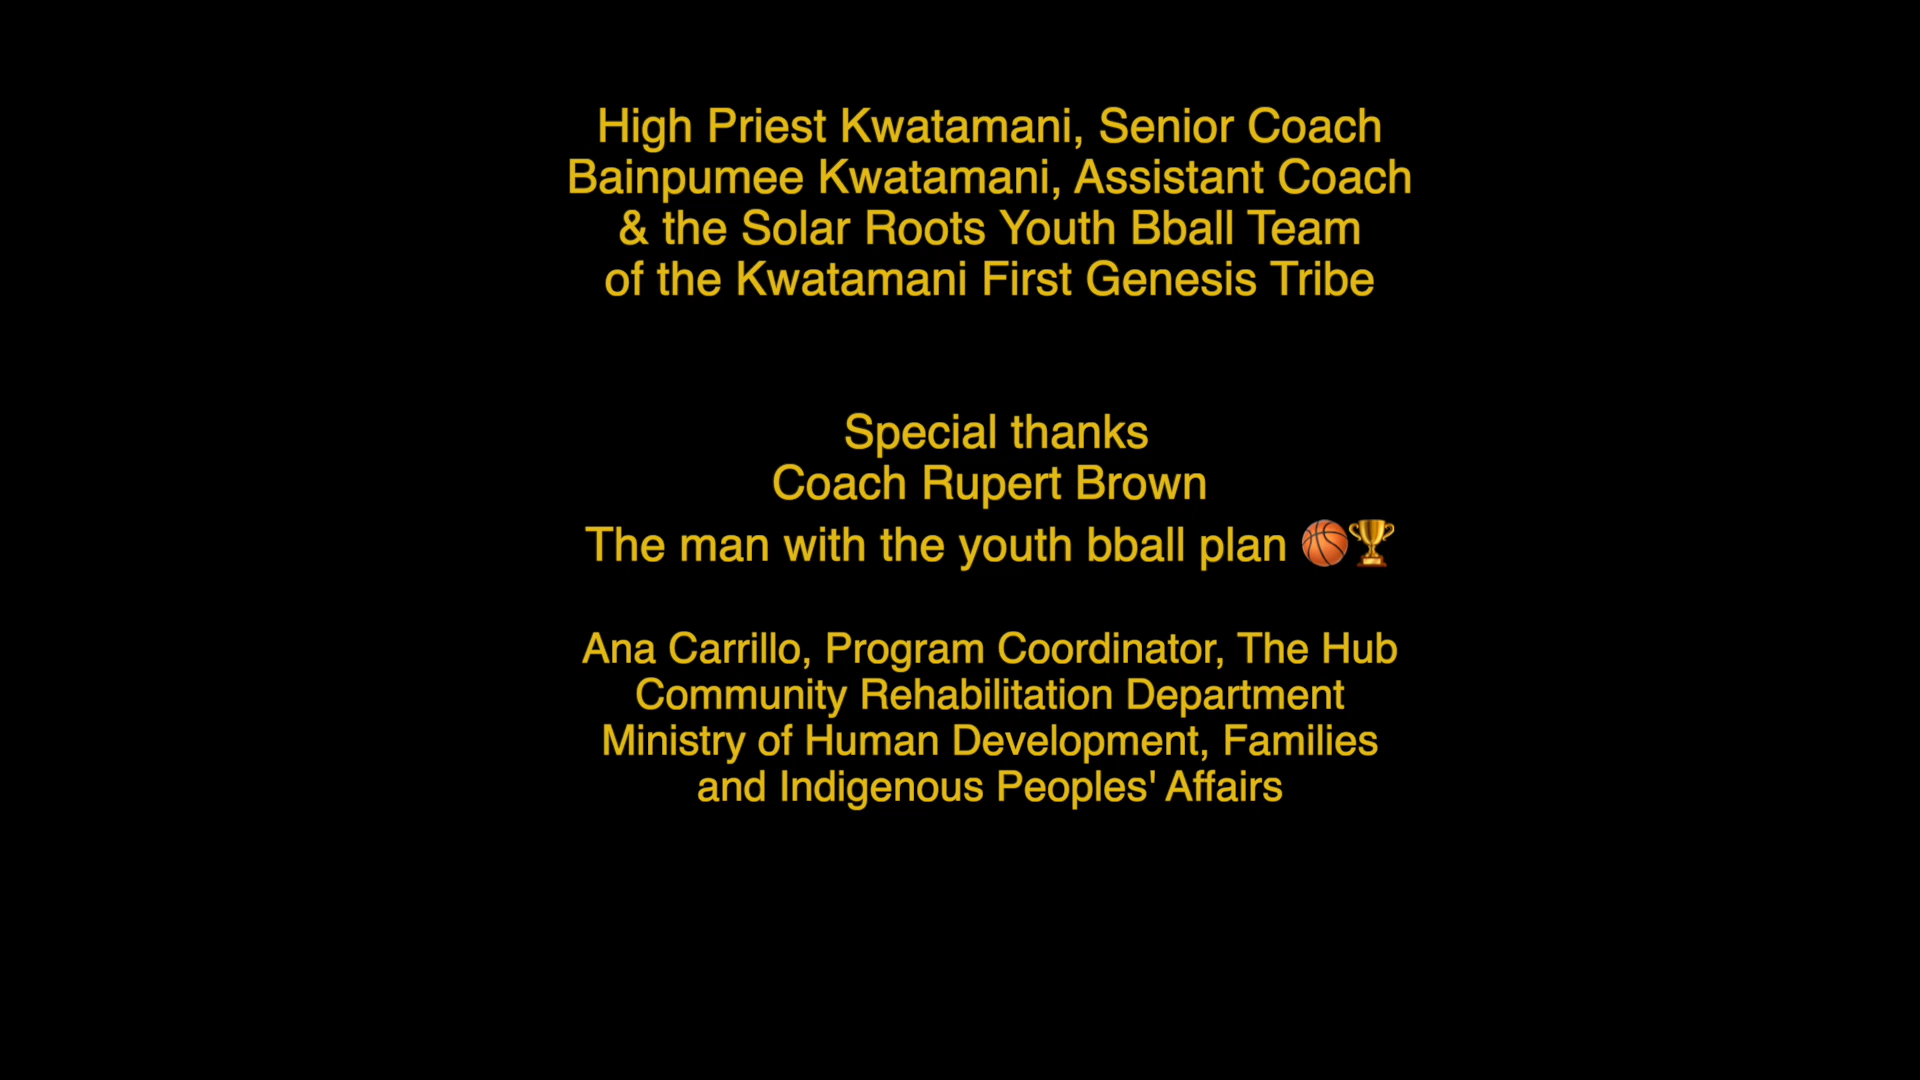 High Priest Kwatamani, Senior Coach
Bainpumee Kwatamani, Assistant Coach
& the Solar Roots Youth Bball Team
of the Kwatamani First Genesis Tribe
Special thanks
Coach Rupert Brown
The man with the youth bball plan 🏀🏆
Ana Carrillo, Program Coordinator, The Hub
Community Rehabilitation Department
Ministry of Human Development, Families
and Indigenous Peoples' Affairs